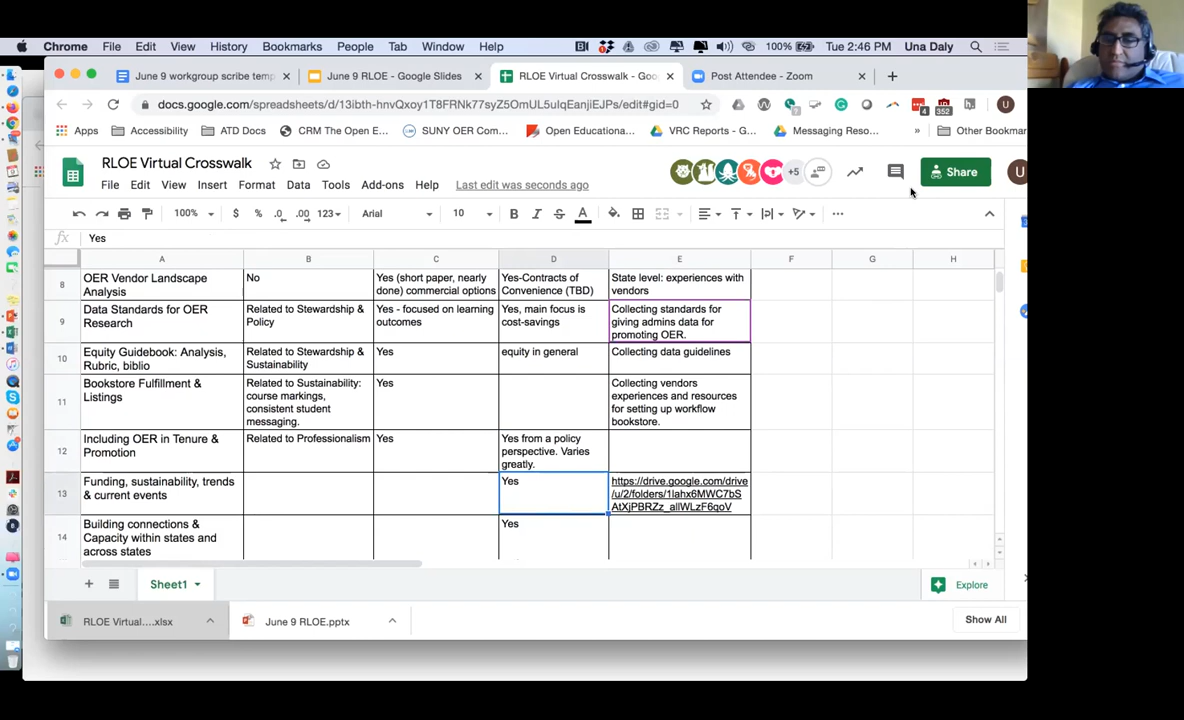 Chrome File Edit View History Bookmarks People Tab Window Help 100% Tue 2:46 PM Una Daly
June 9 workgroup scribe temp
June 9 RLOE - Google Slides
RLOE Virtual Crosswalk - Goo
Post Attendee - Zoom
docs.google.com/spreadsheets/d/13ibth-hnvQxoy1T8FRNk77syZ5OmUL5ulqEanjiEJPs/edit#gid=0
4 352 U
Apps Accessibility ATD Docs CRM The Open E... SUNY OER Com... Open Educationa... VRC Reports - G... Messaging Reso... » Other Bookmar
RLOE Virtual Crosswalk
+5 Share U
File Edit View Insert Format Data Tools Add-ons Help Last edit was seconds ago
100% $ % .0 .00 123 Arial 10 B I S A
fx Yes
A B C D E F G H
8
OER Vendor Landscape
Analysis
No
Yes (short paper, nearly
done) commercial options
Yes-Contracts of
Convenience (TBD)
State level: experiences with
vendors
9
Data Standards for OER
Research
Related to Stewardship &
Policy
Yes - focused on learning
outcomes
Yes, main focus is
cost-savings
Collecting standards for
giving admins data for
promoting OER.
10
Equity Guidebook: Analysis,
Rubric, biblio
Related to Stewardship &
Sustainability
Yes
equity in general
Collecting data guidelines
11
Bookstore Fulfillment &
Listings
Related to Sustainability:
course markings,
consistent student
messaging.
Yes
Collecting vendors
experiences and resources
for setting up workflow
bookstore.
12
Including OER in Tenure &
Promotion
Related to Professionalism
Yes
Yes from a policy
perspective. Varies
greatly.
13
Funding, sustainability, trends
& current events
Yes
https://drive.google.com/drive
/u/2/folders/1lahx6MWC7bS
AtXjPBRZz_allWLzF6qoV
14
Building connections &
Capacity within states and
across states
Yes
Sheet1
Explore
RLOE Virtual....xlsx
June 9 RLOE.pptx
Show All